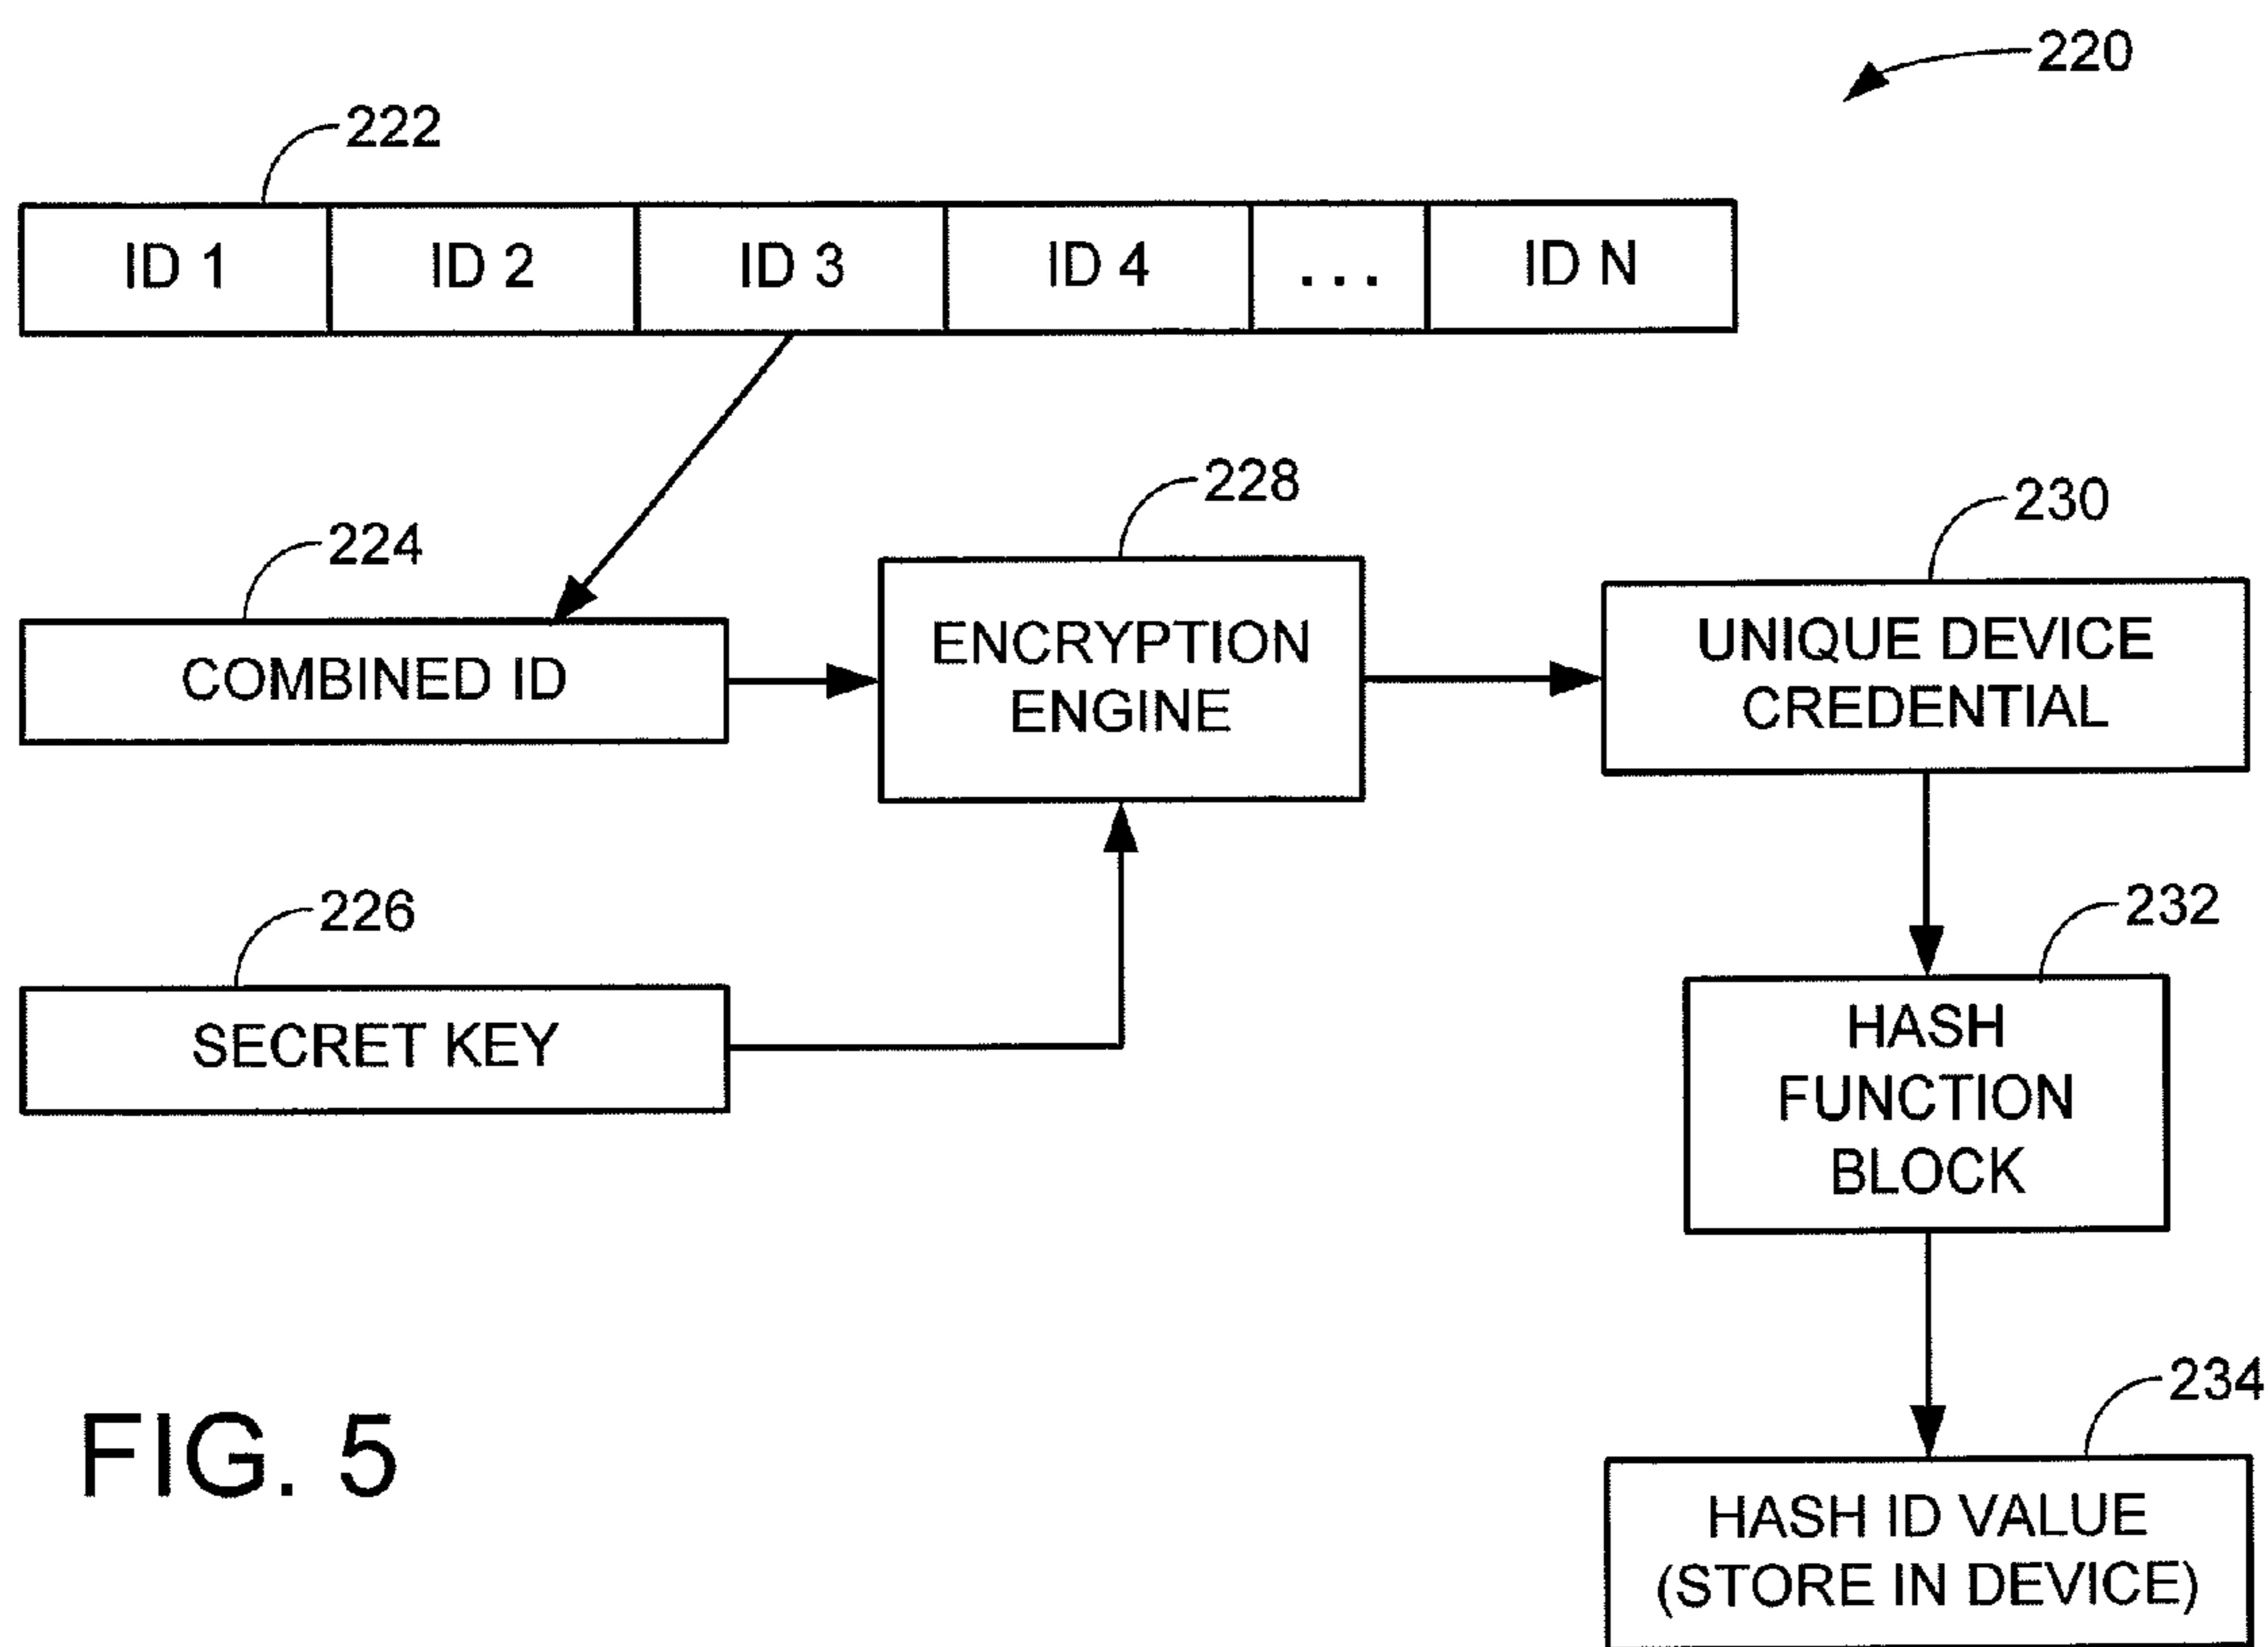 220
222
ID 1 ID 2 ID 3 ID 4 ... ID N
228
230
224
ENCRYPTION
ENGINE
UNIQUE DEVICE
CREDENTIAL
COMBINED ID
226
232
SECRET KEY
HASH
FUNCTION
BLOCK
234
FIG. 5
HASH ID VALUE
(STORE IN DEVICE)